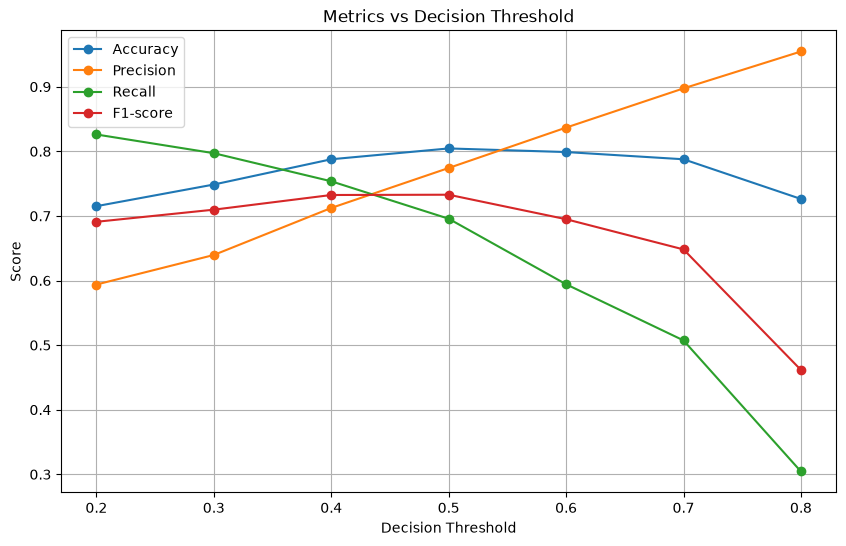 Metrics vs Decision Threshold
Accuracy
Precision
Recall
F1-score
Score
0.9
0.8
0.7
0.6
0.5
0.4
0.3
0.2 0.3 0.4 0.5 0.6 0.7 0.8
Decision Threshold